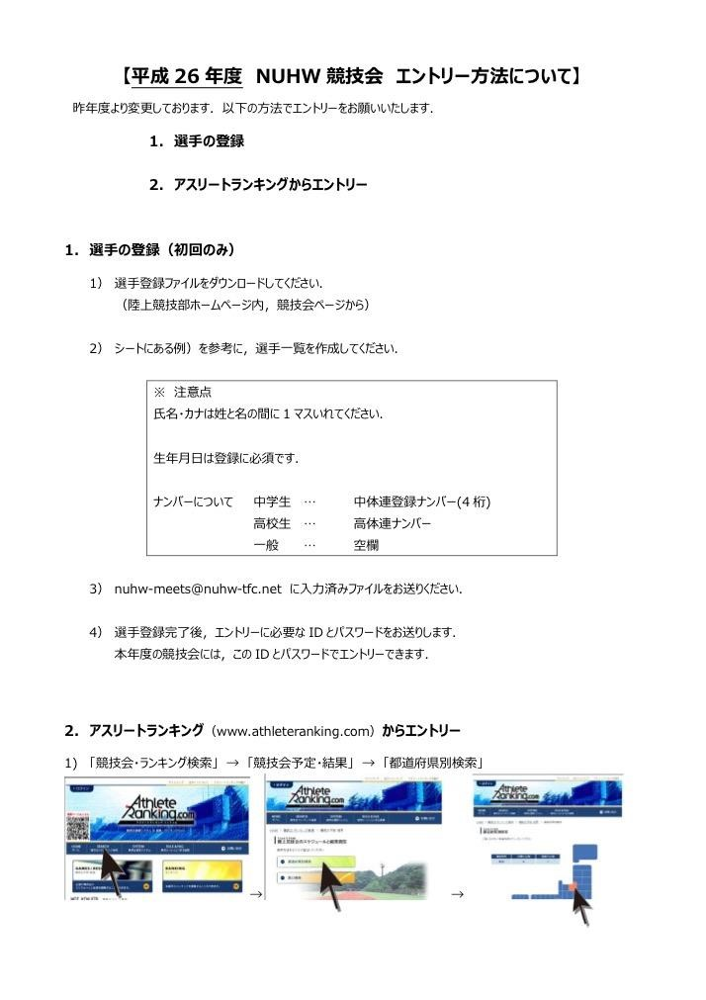 【平成 26 年度　NUHW 競技会　エントリー方法について】
昨年度より変更しております．以下の方法でエントリーをお願いいたします．
1．選手の登録
2．アスリートランキングからエントリー
1．選手の登録（初回のみ）
1） 選手登録ファイルをダウンロードしてください．
（陸上競技部ホームページ内，競技会ページから）
2） シートにある例）を参考に，選手一覧を作成してください．
※　注意点
氏名・カナは姓と名の間に 1 マスいれてください．
生年月日は登録に必須です．
ナンバーについて　中学生　…　中体連登録ナンバー(4 桁)
高校生　…　高体連ナンバー
一般　…　空欄
3） nuhw-meets@nuhw-tfc.net に入力済みファイルをお送りください．
4） 選手登録完了後，エントリーに必要な ID とパスワードをお送りします．
本年度の競技会には，この ID とパスワードでエントリーできます．
2．アスリートランキング（www.athleteranking.com）からエントリー
1) 「競技会・ランキング検索」→「競技会予定・結果」→「都道府県別検索」
Athlete
Ranking.com
HOME SEARCH SYSTEM
RANKING
→
Athlete
Ranking.com
→
Athlete
Ranking.com